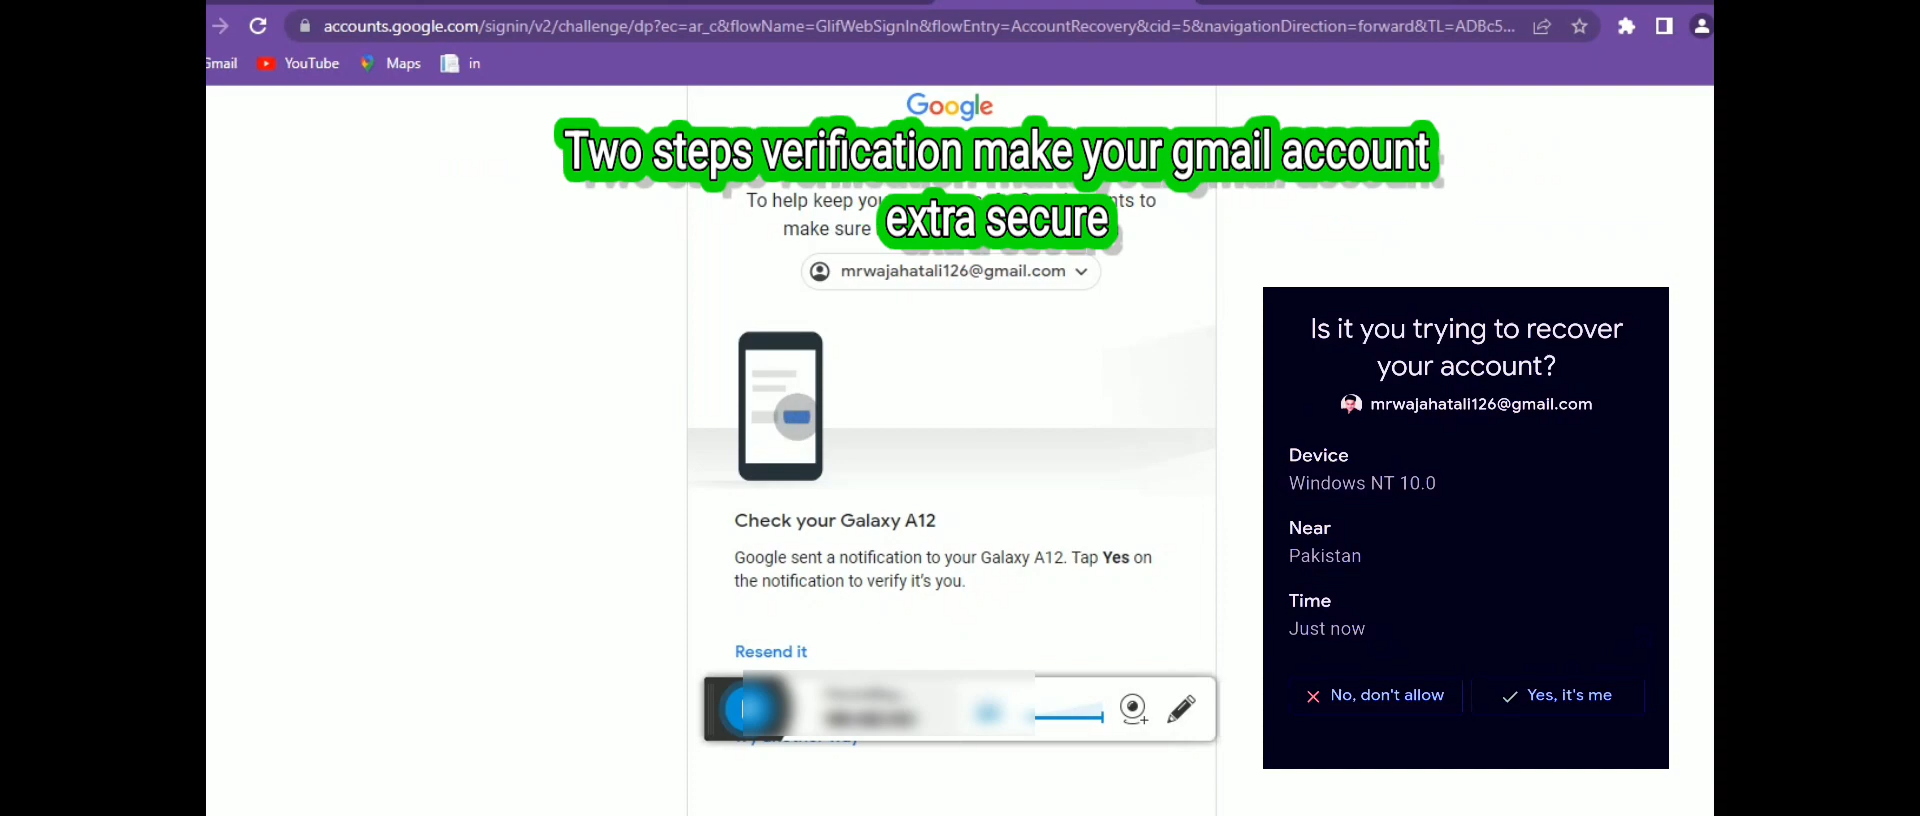 accounts.google.com/signin/v2/challenge/dp?ec=ar_c&flowName=GlifWebSignIn&flowEntry=AccountRecovery&cid=5&navigationDirection=forward&TL=ADBc5...
Gmail YouTube Maps in
Google
Two steps verification make your gmail account
extra secure
To help keep you to
make sure
mrwajahatali126@gmail.com
Is it you trying to recover
your account?
mrwajahatali126@gmail.com
Device
Windows NT 10.0
Near
Pakistan
Time
Just now
No, don't allow Yes, it's me
Check your Galaxy A12
Google sent a notification to your Galaxy A12. Tap Yes on
the notification to verify it's you.
Resend it